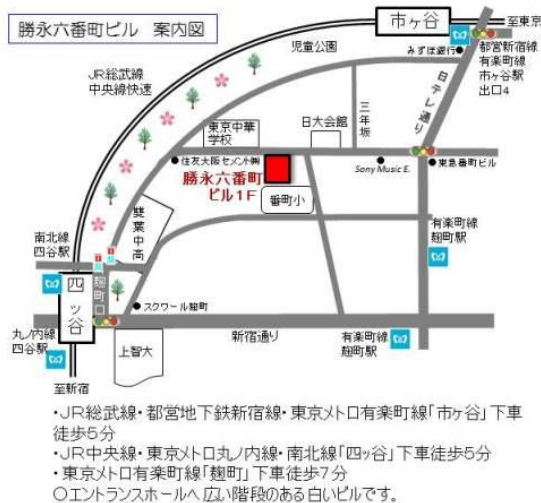 勝永六番町ビル 案内図
市ヶ谷
至東京
都営新宿線
有楽町線
市ヶ谷駅
出口4
みずほ銀行
児童公園
JR総武線
中央線快速
日テレ通り
三年坂
東京中華
学校
日大会館
住友大阪セメント㈱
勝永六番町
ビル1F
番町小
Sony Music E.
東急番町ビル
雙葉中高
有楽町線
麹町駅
南北線
四谷駅
麹町口
四ッ谷
スクワール麹町
丸ノ内線
四谷駅
上智大
新宿通り
有楽町線
麹町駅
至新宿
・JR総武線・都営地下鉄新宿線・東京メトロ有楽町線「市ヶ谷」下車
徒歩5分
・JR中央線・東京メトロ丸ノ内線・南北線「四ッ谷」下車徒歩5分
・東京メトロ有楽町線「麹町」下車徒歩7分
○エントランスホールへ広い階段のある白いビルです。